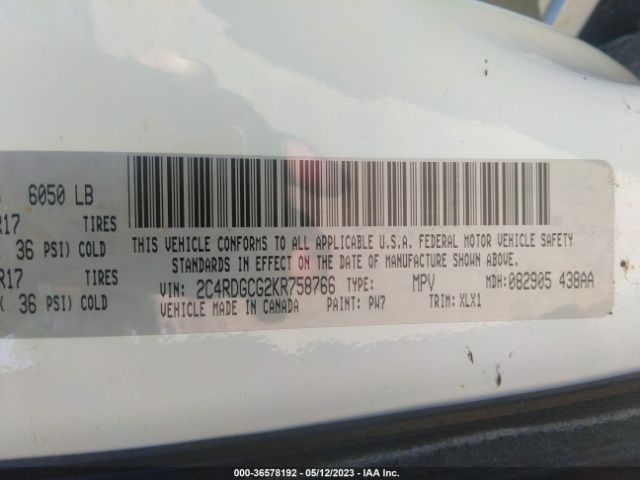 6050 LB
R17 TIRES
36 PSI) COLD
R17 TIRES
( 36 PSI) COLD
THIS VEHICLE CONFORMS TO ALL APPLICABLE U.S.A. FEDERAL MOTOR VEHICLE SAFETY
STANDARDS IN EFFECT ON THE DATE OF MANUFACTURE SHOWN ABOVE.
VIN: 2C4RDGCG2KR758766 TYPE: MPV MDH: 082905 438AA
VEHICLE MADE IN CANADA PAINT: PW7 TRIM: XLX1
000-36578192 - 05/12/2023 - IAA Inc.